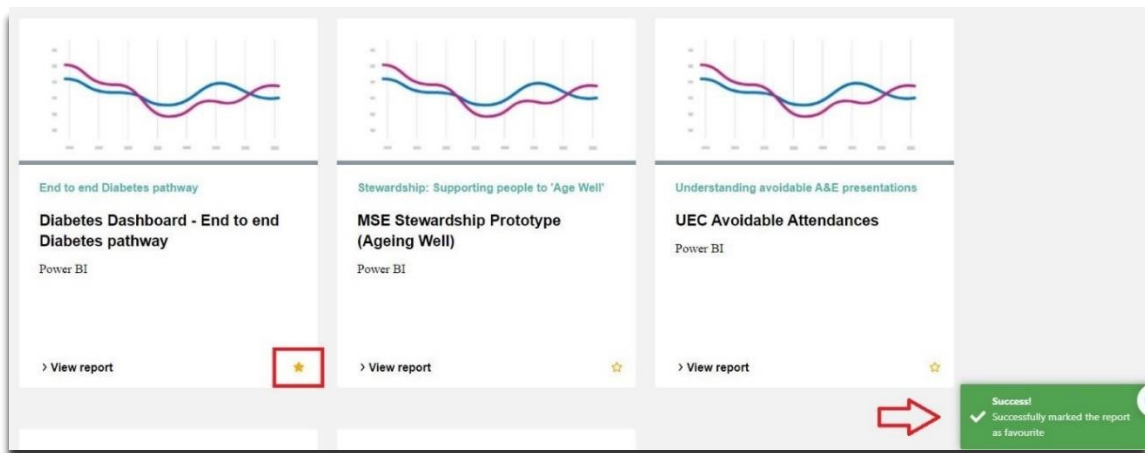 End to end Diabetes pathway
Diabetes Dashboard - End to end
Diabetes pathway
Power BI
> View report
Stewardship: Supporting people to 'Age Well'
MSE Stewardship Prototype
(Ageing Well)
Power BI
> View report
Understanding avoidable A&E presentations
UEC Avoidable Attendances
Power BI
> View report
Success!
Successfully marked the report
as favourite